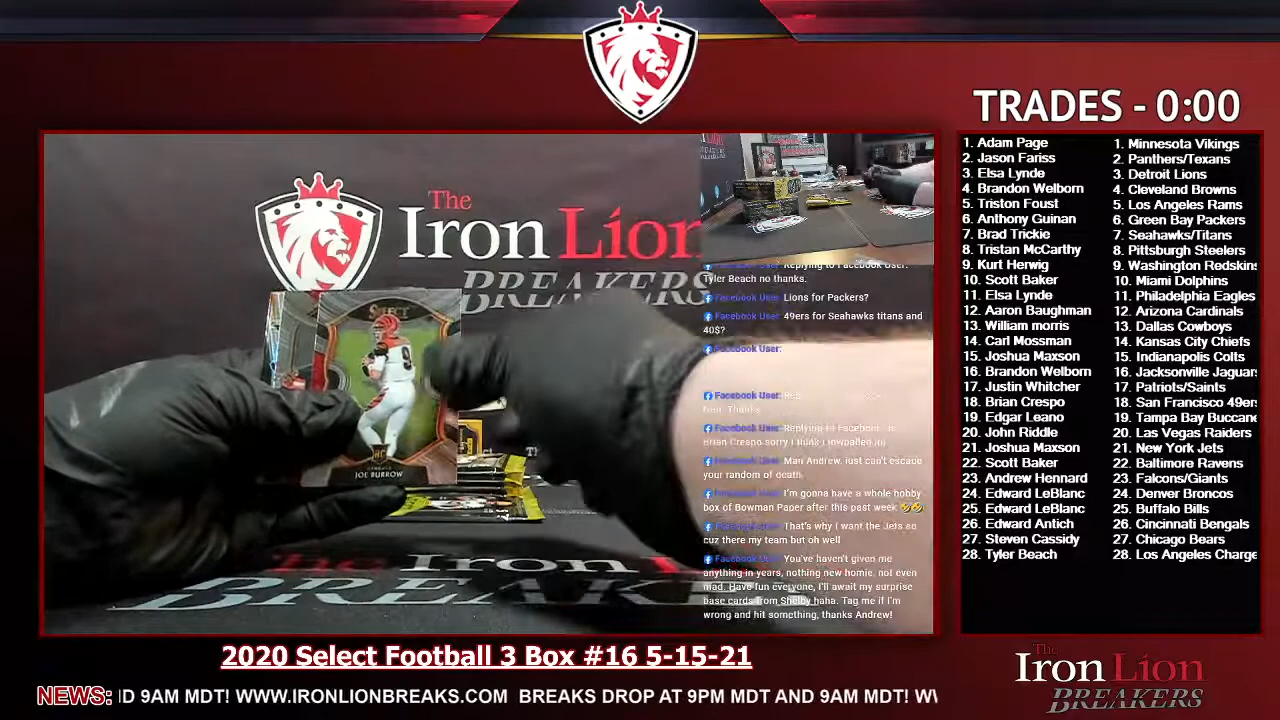 TRADES - 0:00
1. Adam Page
2. Jason Fariss
3. Elsa Lynde
4. Brandon Welborn
5. Triston Foust
6. Anthony Guinan
7. Brad Trickie
8. Tristan McCarthy
9. Kurt Herwig
10. Scott Baker
11. Elsa Lynde
12. Aaron Baughman
13. William morris
14. Carl Mossman
15. Joshua Maxson
16. Brandon Welborn
17. Justin Whitcher
18. Brian Crespo
19. Edgar Leano
20. John Riddle
21. Joshua Maxson
22. Scott Baker
23. Andrew Hennard
24. Edward LeBlanc
25. Edward LeBlanc
26. Edward Antich
27. Steven Cassidy
28. Tyler Beach
1. Minnesota Vikings
2. Panthers/Texans
3. Detroit Lions
4. Cleveland Browns
5. Los Angeles Rams
6. Green Bay Packers
7. Seahawks/Titans
8. Pittsburgh Steelers
9. Washington Redskins
10. Miami Dolphins
11. Philadelphia Eagles
12. Arizona Cardinals
13. Dallas Cowboys
14. Kansas City Chiefs
15. Indianapolis Colts
16. Jacksonville Jaguar
17. Patriots/Saints
18. San Francisco 49er
19. Tampa Bay Buccane
20. Las Vegas Raiders
21. New York Jets
22. Baltimore Ravens
23. Falcons/Giants
24. Denver Broncos
25. Buffalo Bills
26. Cincinnati Bengals
27. Chicago Bears
28. Los Angeles Charge
The
Iron Lion
BREAKERS
SELECT
9
RC
JOE BURROW
Facebook User: Replying to Facebook User:
Tyler Beach no thanks.
Facebook User: Lions for Packers?
Facebook User: 49ers for Seahawks titans and
40$?
Facebook User:
Facebook User:
Thanks
Facebook User: Replying to Facebook
Brian Crespo sorry I think I
Facebook User: Man Andrew, just can't escape
your random of death
Facebook User: I'm gonna have a whole hobby
box of Bowman Paper after this past week 🤣🤣
Facebook User: That's why I want the Jets so
cuz there my team but oh well
Facebook User: You've haven't given me
anything in years, nothing new homie, not even
mad. Have fun everyone, I'll await my surprise
base cards from Shelby haha. Tag me if I'm
wrong and hit something, thanks Andrew!
Iron
BREAK
2020 Select Football 3 Box #16 5-15-21
NEWS: ID 9AM MDT! WWW.IRONLIONBREAKS.COM BREAKS DROP AT 9PM MDT AND 9AM MDT! WV
The
Iron Lion
BREAKERS